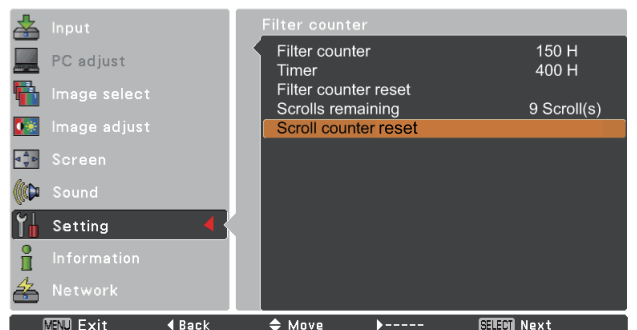 Input
PC adjust
Image select
Image adjust
Screen
Sound
Setting
Information
Network
Filter counter
Filter counter 150 H
Timer 400 H
Filter counter reset
Scrolls remaining 9 Scroll(s)
Scroll counter reset
MENU Exit Back Move ----- SELECT Next